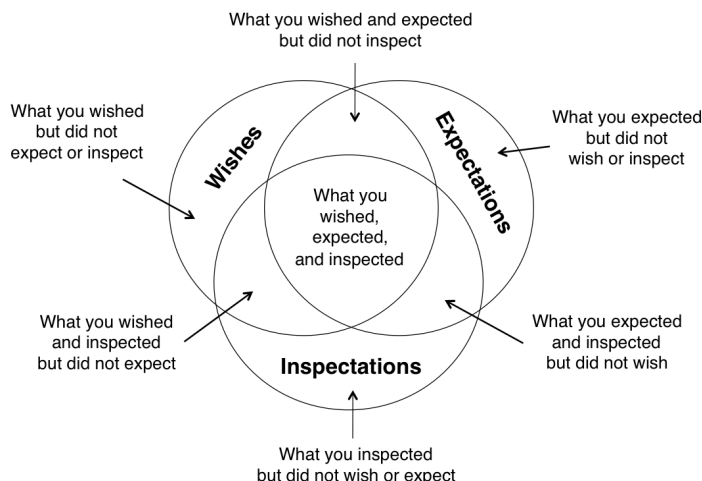 What you wished and expected
but did not inspect
What you wished
but did not
expect or inspect
Wishes
Expectations
What you expected
but did not
wish or inspect
What you
wished,
expected,
and inspected
What you wished
and inspected
but did not expect
What you expected
and inspected
but did not wish
Inspectations
What you inspected
but did not wish or expect